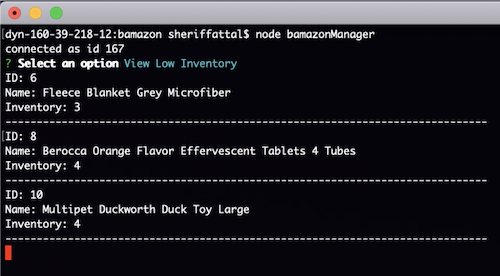 [dyn-160-39-218-12:bamazon sheriffattal$ node bamazonManager
connected as id 167
? Select an option View Low Inventory
ID: 6
Name: Fleece Blanket Grey Microfiber
Inventory: 3
--------------------------------------------------------------------------------
[ID: 8
Name: Berocca Orange Flavor Effervescent Tablets 4 Tubes
Inventory: 4
--------------------------------------------------------------------------------
ID: 10
Name: Multipet Duckworth Duck Toy Large
Inventory: 4
--------------------------------------------------------------------------------